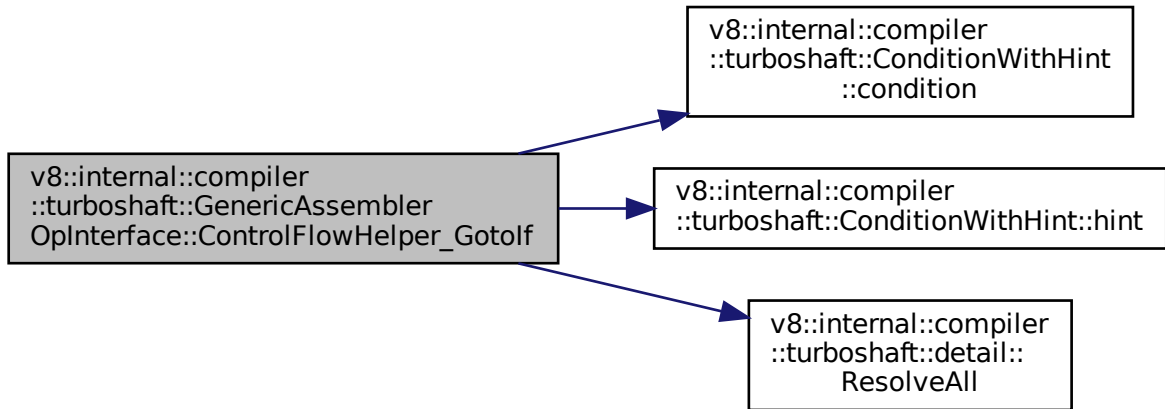 v8::internal::compiler
::turboshaft::ConditionWithHint
::condition
v8::internal::compiler
::turboshaft::GenericAssembler
OpInterface::ControlFlowHelper_GotoIf
v8::internal::compiler
::turboshaft::ConditionWithHint::hint
v8::internal::compiler
::turboshaft::detail::
ResolveAll